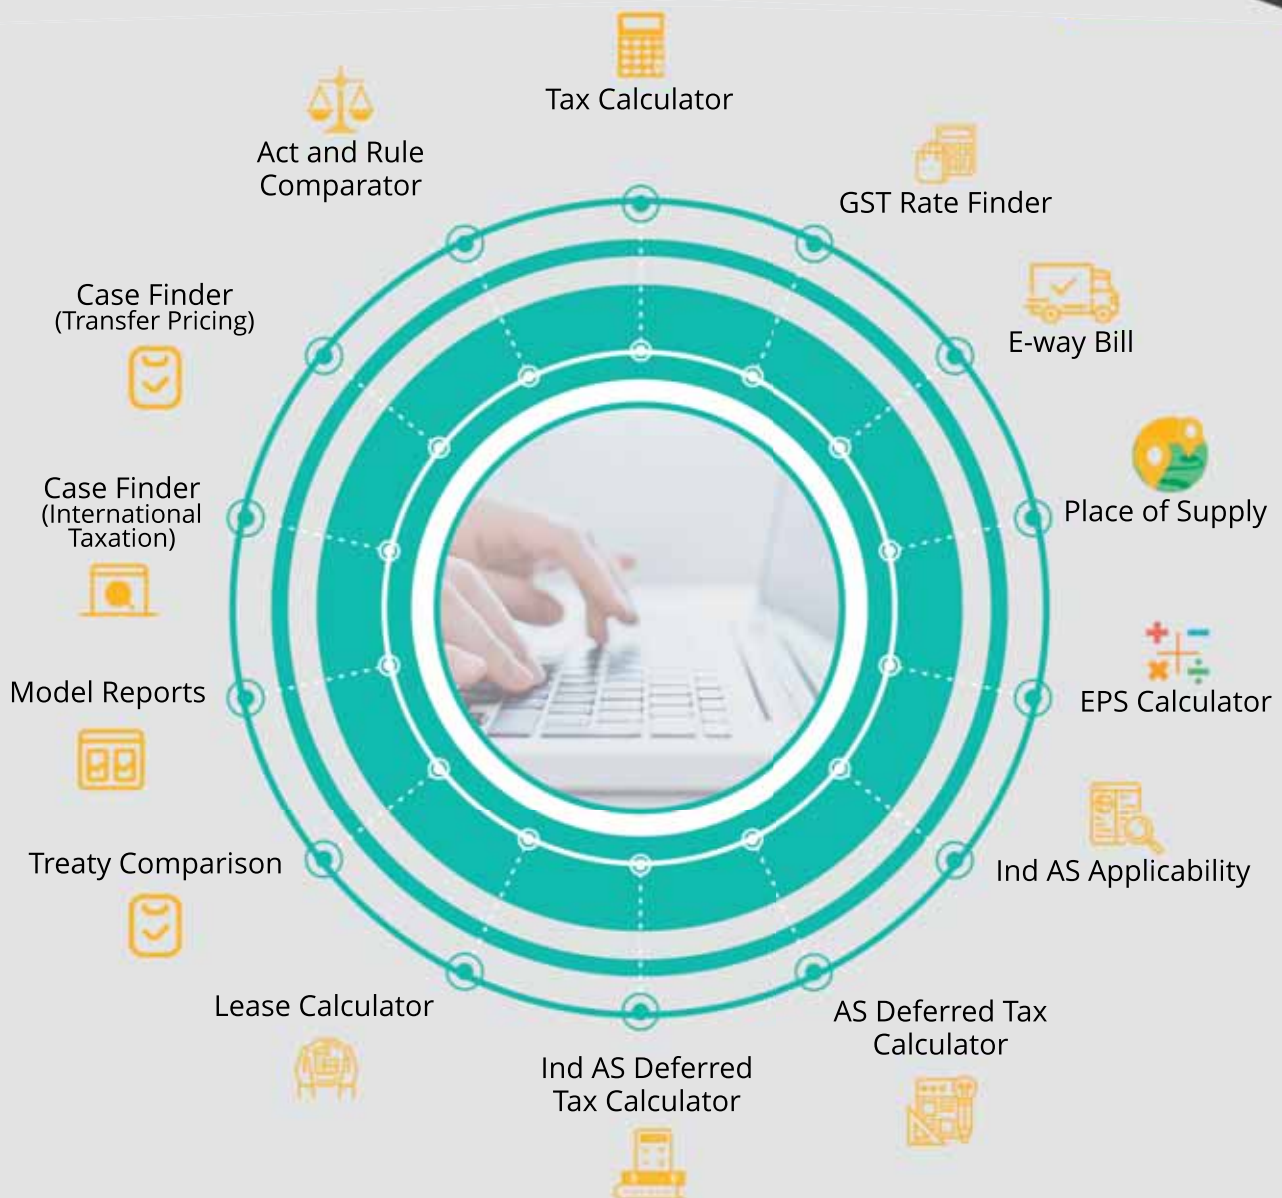 Tax Calculator
Act and Rule
Comparator
GST Rate Finder
Case Finder
(Transfer Pricing)
E-way Bill
Case Finder
(International
Taxation)
Place of Supply
Model Reports
EPS Calculator
Treaty Comparison
Ind AS Applicability
Lease Calculator
AS Deferred Tax
Calculator
Ind AS Deferred
Tax Calculator